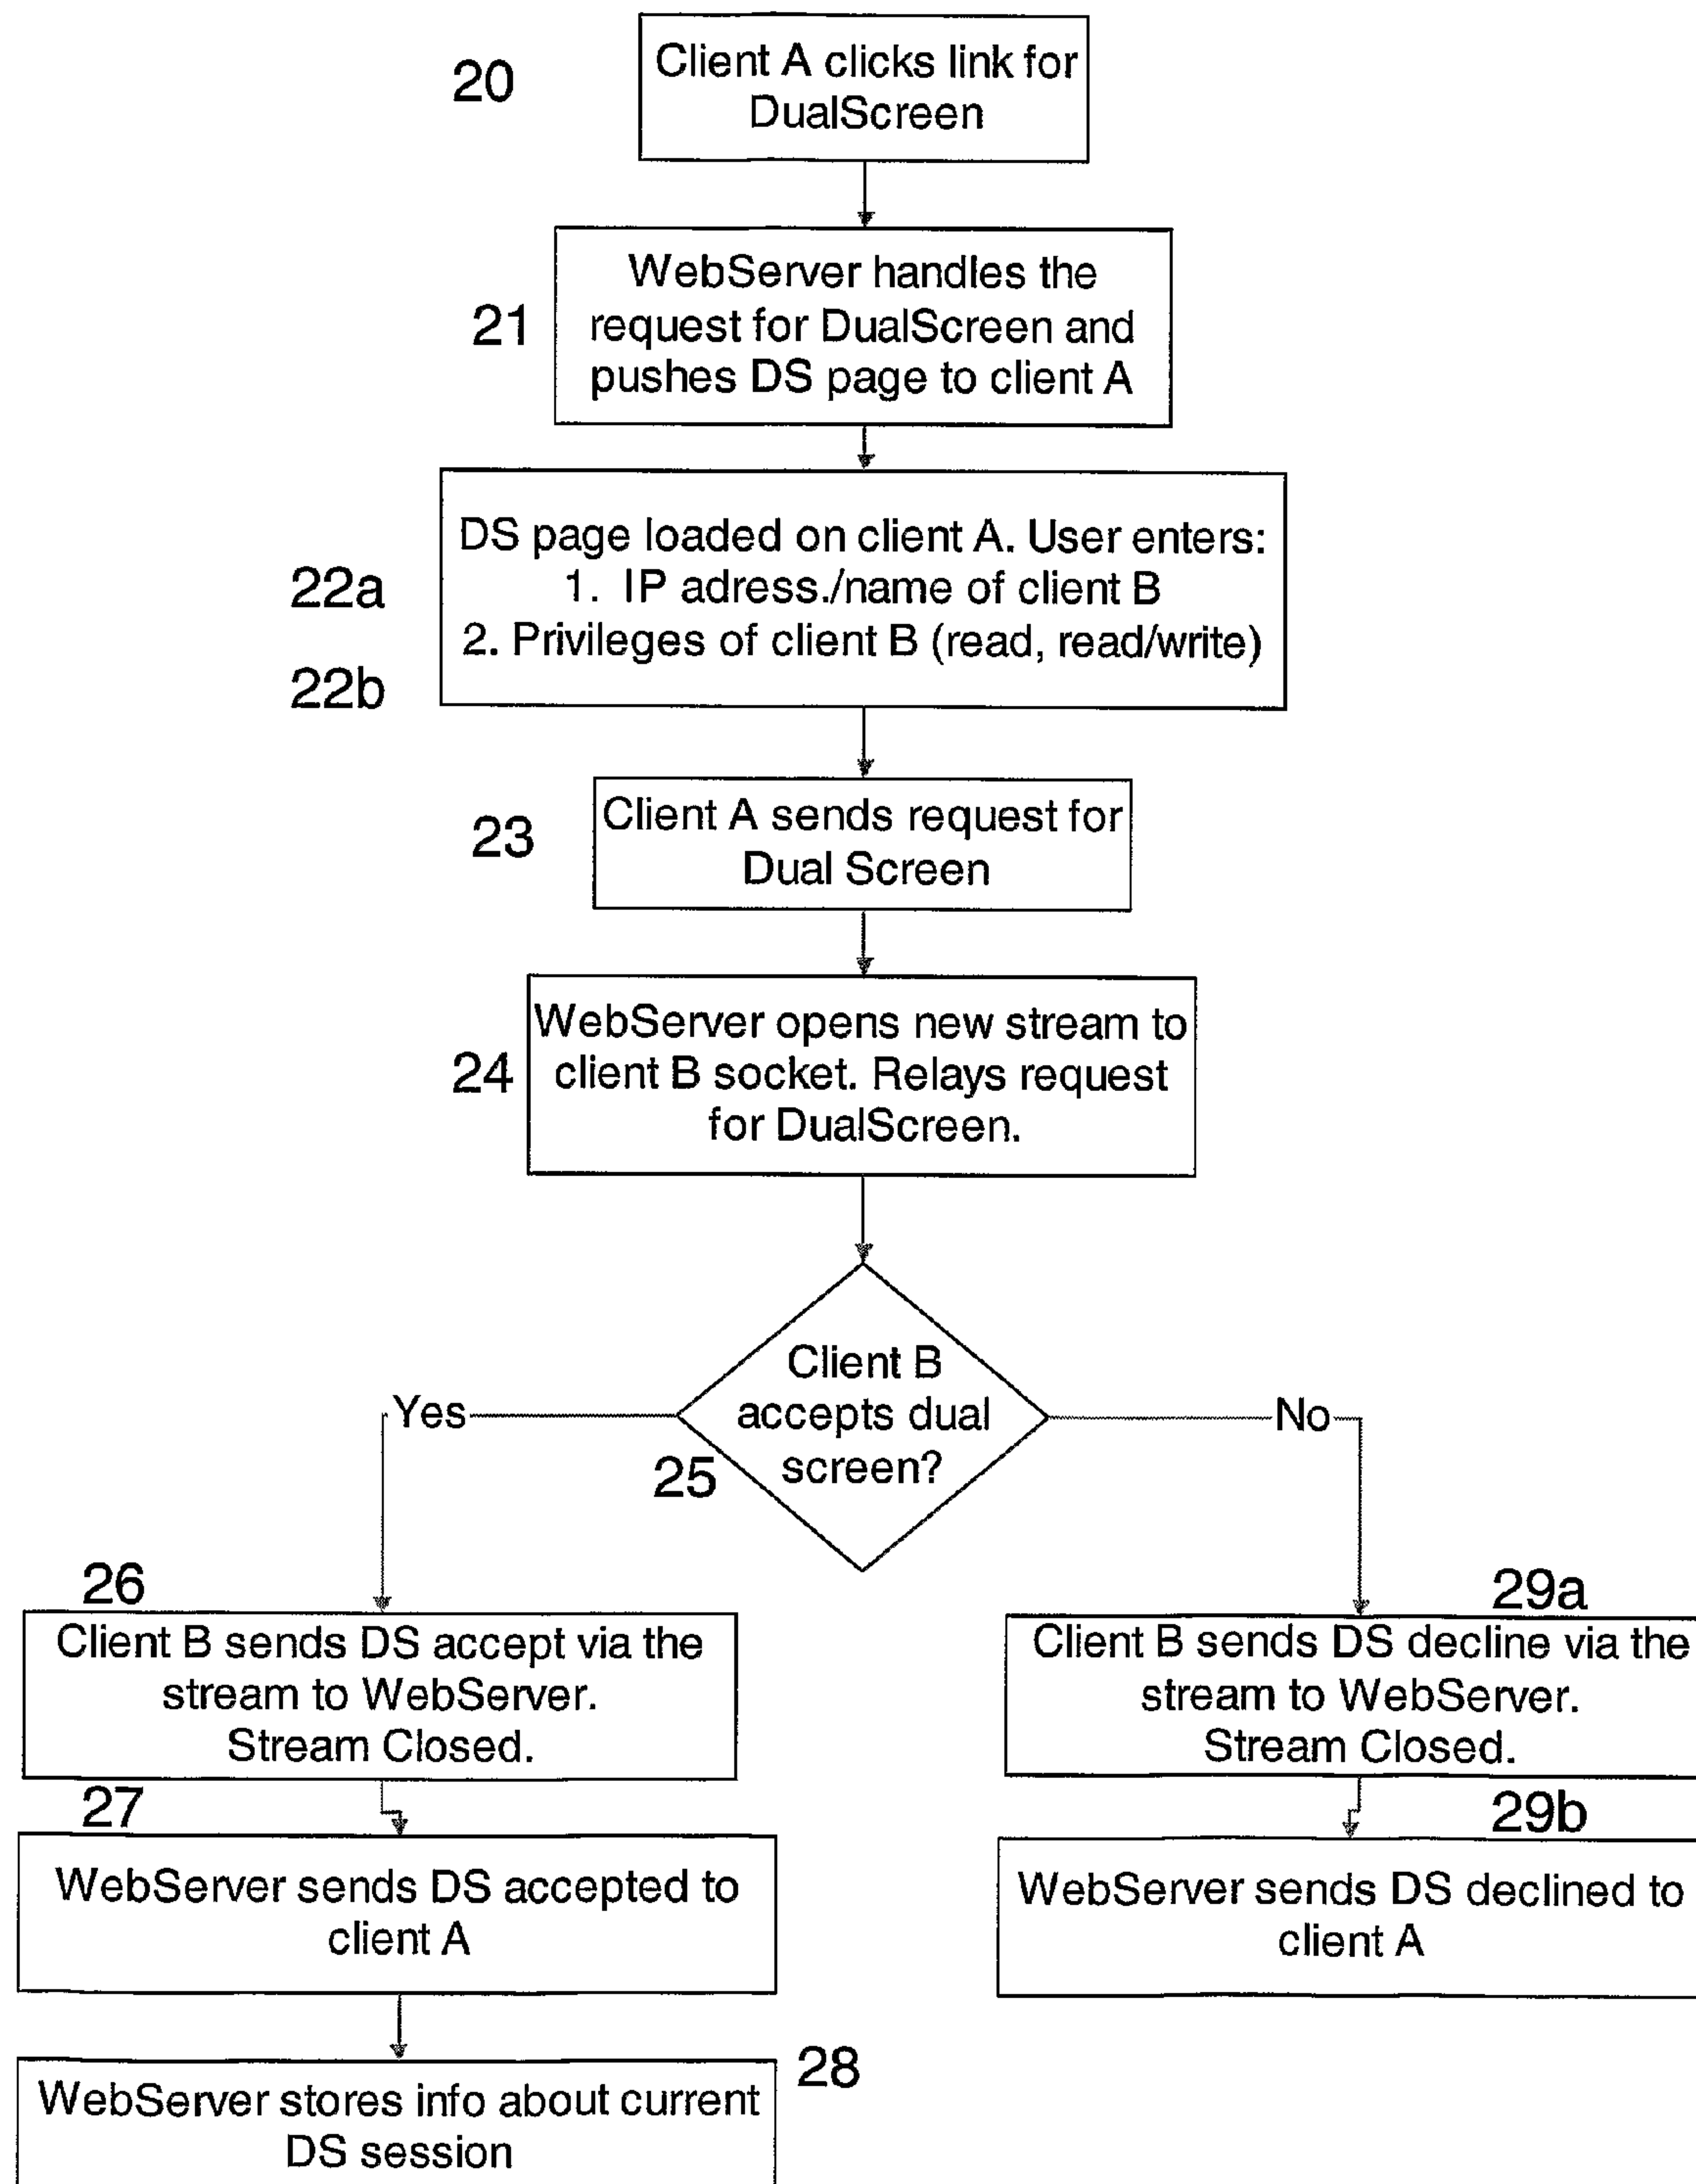 20
Client A clicks link for
DualScreen
WebServer handles the
21
request for DualScreen and
pushes DS page to client A
DS page loaded on client A. User enters:
22a
1. IP adress./name of client B
2. Privileges of client B (read, read/write)
22b
23
Client A sends request for
Dual Screen
WebServer opens new stream to
24
client B socket. Relays request
for DualScreen.
Client B
accepts dual
screen?
25
Yes
No
26
Client B sends DS accept via the
stream to WebServer.
Stream Closed.
29a
Client B sends DS decline via the
stream to WebServer.
Stream Closed.
27
WebServer sends DS accepted to
client A
29b
WebServer sends DS declined to
client A
28
WebServer stores info about current
DS session